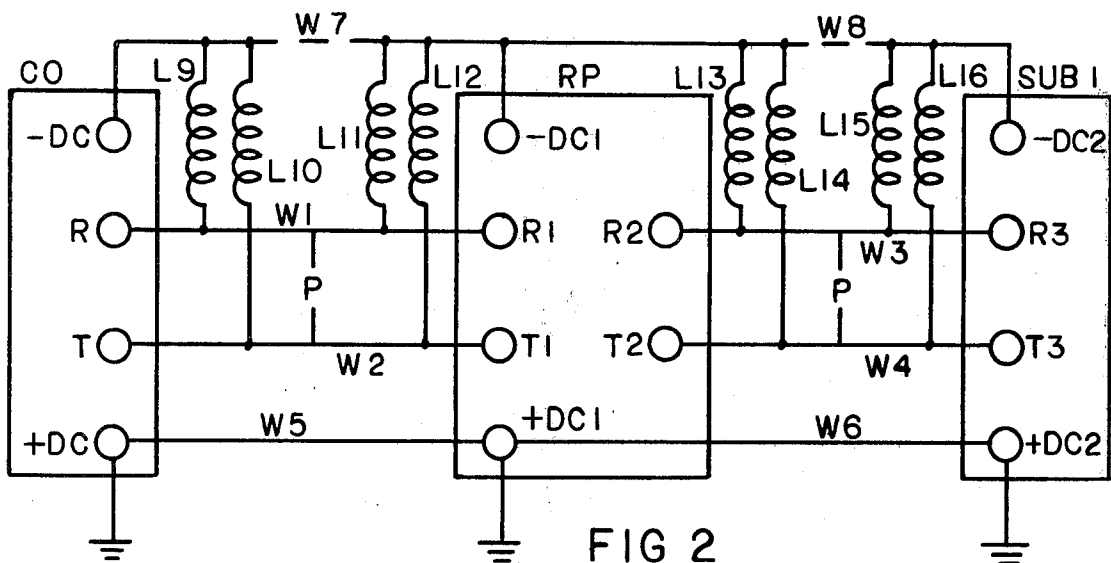 W7 W8
CO L9 L12 RP L13 L16 SUB 1
-DC L11 -DC1 L15 -DC2
L10 L14
R W1 R1 R2 W3 R3
P P
T W2 T1 T2 W4 T3
+DC W5 +DC1 W6 +DC2
FIG 2